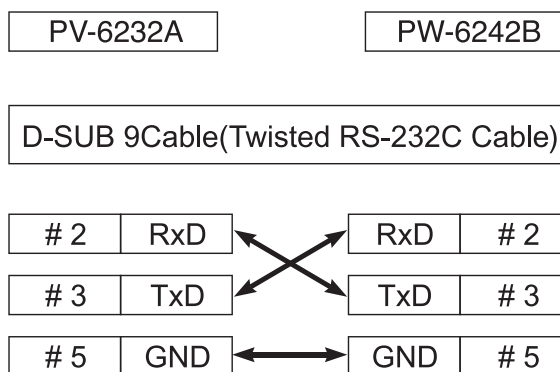 PV-6232A PW-6242B
D-SUB 9Cable(Twisted RS-232C Cable)
# 2 RxD RxD # 2
# 3 TxD TxD # 3
# 5 GND GND # 5